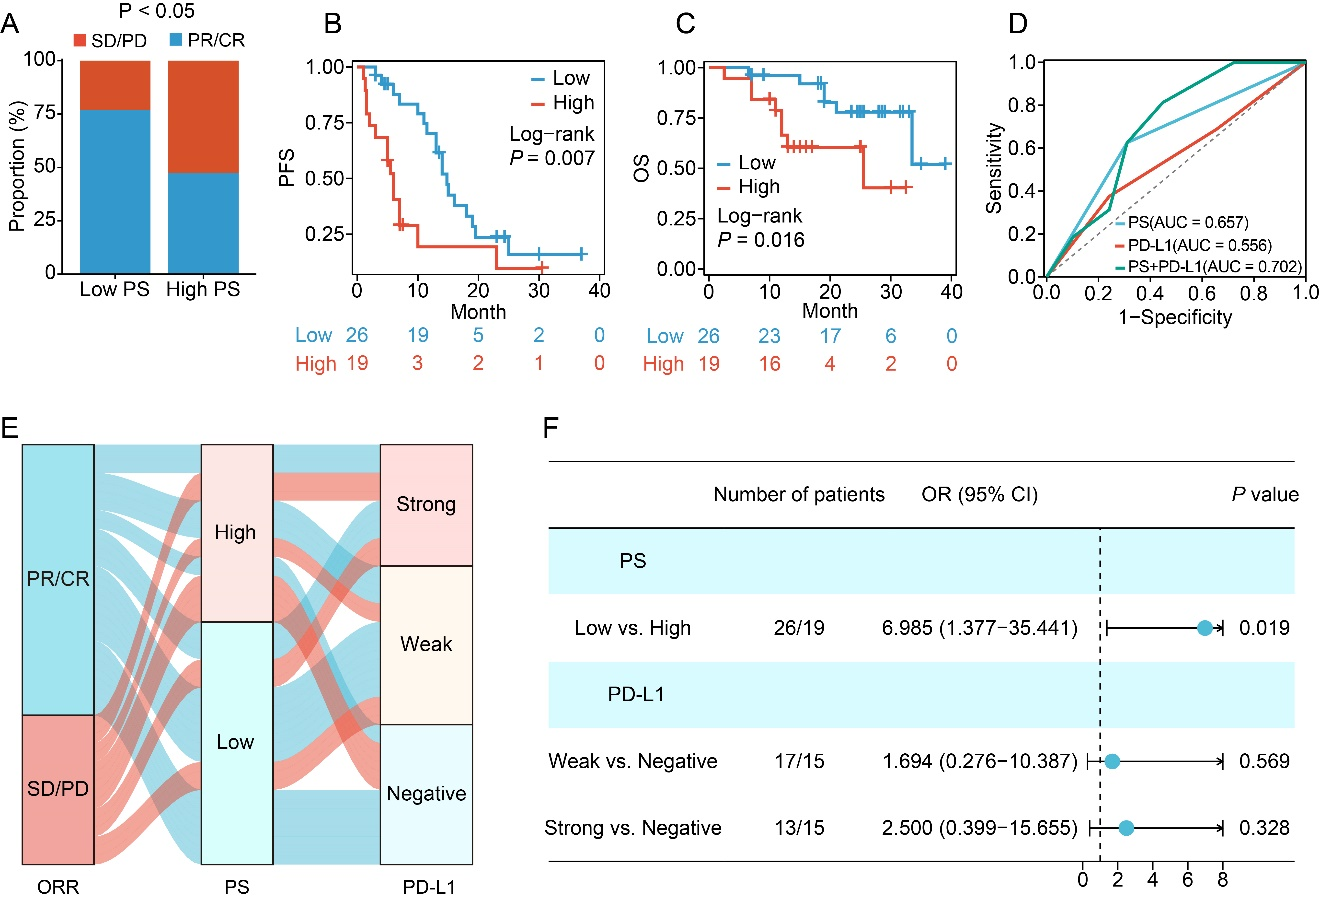 A
P < 0.05
SD/PD PR/CR
Proportion (%)
100
75
50
25
0
Low PS High PS
B
PFS
1.00
0.75
0.50
0.25
Low
High
Log−rank
P = 0.007
0 10 20 30 40
Month
Low 26 19 5 2 0
High 19 3 2 1 0
C
OS
1.00
0.75
0.50
0.25
0.00
Low
High
Log−rank
P = 0.016
0 10 20 30 40
Month
Low 26 23 17 6 0
High 19 16 4 2 0
D
Sensitivity
1.0
0.8
0.6
0.4
0.2
0.0
PS(AUC = 0.657)
PD-L1(AUC = 0.556)
PS+PD-L1(AUC = 0.702)
0.0 0.2 0.4 0.6 0.8 1.0
1−Specificity
E
PR/CR
SD/PD
High
Low
Strong
Weak
Negative
ORR PS PD-L1
F
Number of patients OR (95% CI) P value
PS
Low vs. High 26/19 6.985 (1.377−35.441) 0.019
PD-L1
Weak vs. Negative 17/15 1.694 (0.276−10.387) 0.569
Strong vs. Negative 13/15 2.500 (0.399−15.655) 0.328
0 2 4 6 8